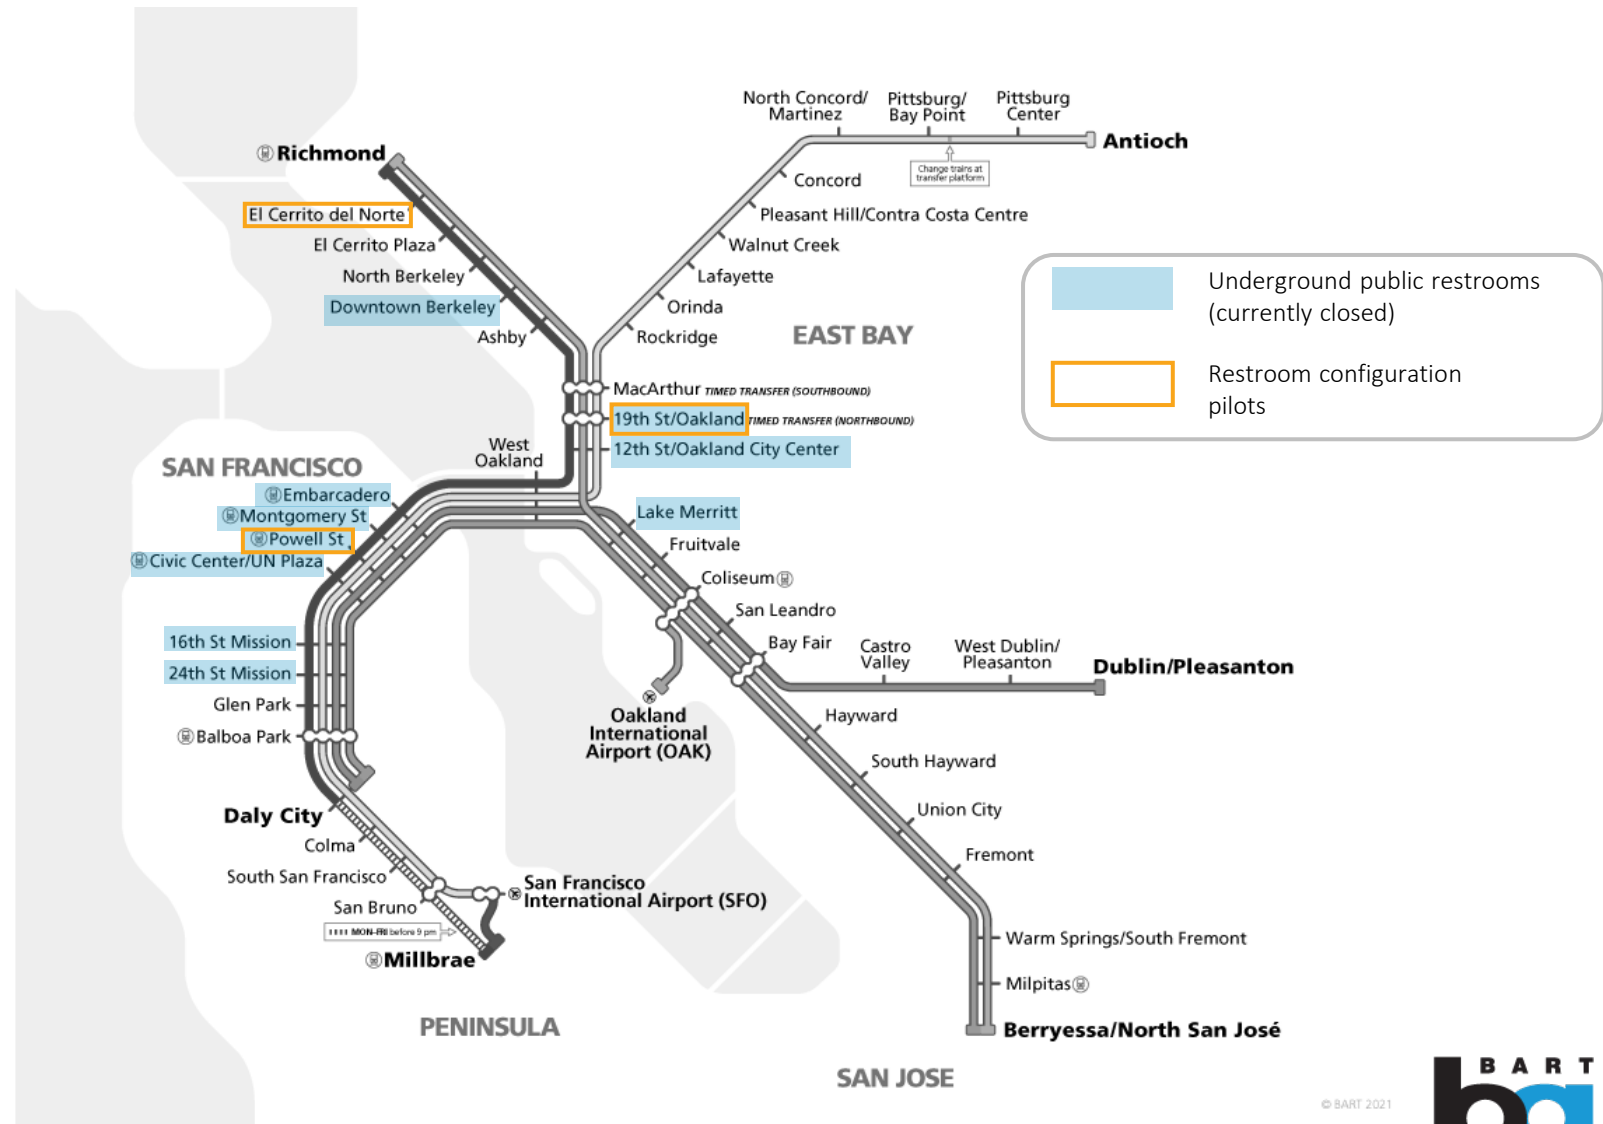 North Concord/
Martinez
Pittsburg/
Bay Point
Pittsburg
Center
Antioch
Change trains at
transfer platform
Richmond
El Cerrito del Norte
El Cerrito Plaza
North Berkeley
Downtown Berkeley
Ashby
Concord
Pleasant Hill/Contra Costa Centre
Walnut Creek
Lafayette
Orinda
Rockridge
EAST BAY
Underground public restrooms
(currently closed)
Restroom configuration
pilots
MacArthur TIMED TRANSFER (SOUTHBOUND)
19th St/Oakland TIMED TRANSFER (NORTHBOUND)
12th St/Oakland City Center
West
Oakland
SAN FRANCISCO
Embarcadero
Montgomery St
Powell St
Civic Center/UN Plaza
16th St Mission
24th St Mission
Glen Park
Balboa Park
Daly City
Colma
South San Francisco
San Bruno
MON-FRI before 9 pm
Millbrae
San Francisco
International Airport (SFO)
Lake Merritt
Fruitvale
Coliseum
San Leandro
Bay Fair
Castro
Valley
West Dublin/
Pleasanton
Dublin/Pleasanton
Oakland
International
Airport (OAK)
Hayward
South Hayward
Union City
Fremont
Warm Springs/South Fremont
Milpitas
Berryessa/North San José
PENINSULA
SAN JOSE
© BART 2021
BART
ba